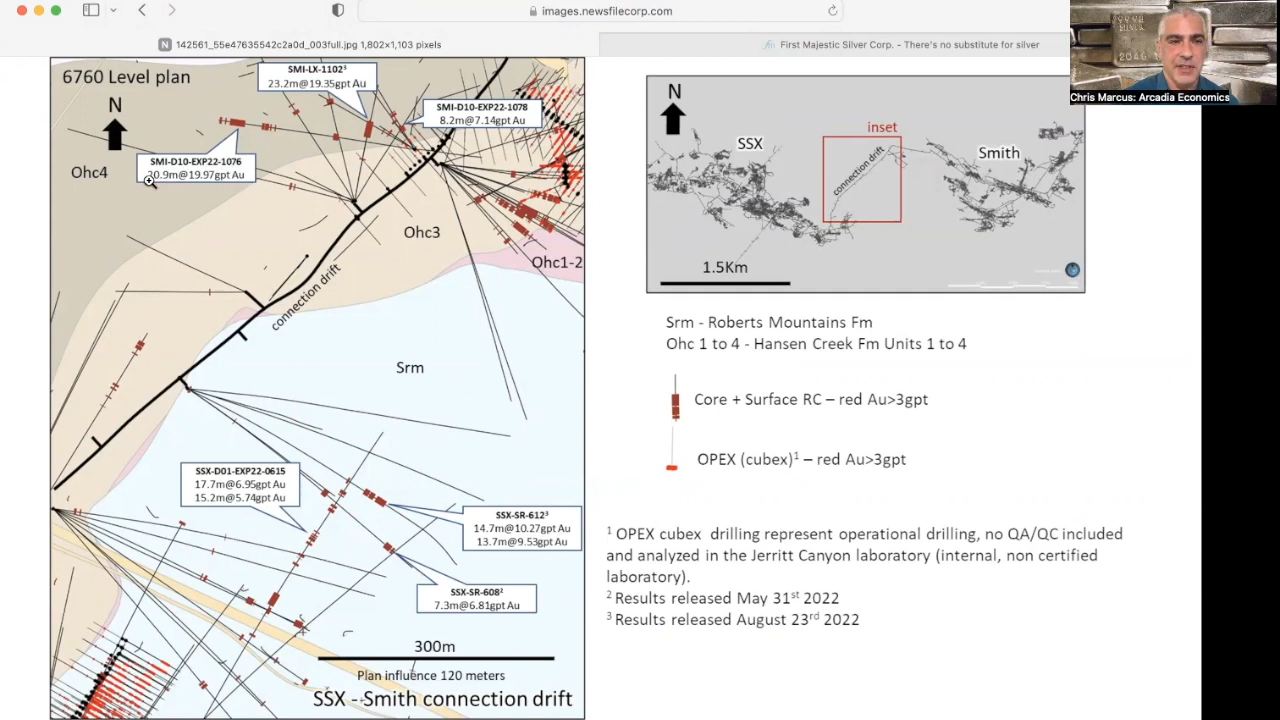 images.newsfilecorp.com
142561_55e47635542c2a0d_003full.jpg 1,802×1,103 pixels
First Majestic Silver Corp. - There's no substitute for silver
Chris Marcus: Arcadia Economics
6760 Level plan
N
SMI-LX-1102³
23.2m@19.35gpt Au
SMI-D10-EXP22-1078
8.2m@7.14gpt Au
SMI-D10-EXP22-1076
Ohc4
Ohc3
Ohc1-2
connection drift
Srm
SSX-D01-EXP22-0615
17.7m@6.95gpt Au
15.2m@5.74gpt Au
SSX-SR-612³
14.7m@10.27gpt Au
13.7m@9.53gpt Au
SSX-SR-608²
7.3m@6.81gpt Au
300m
Plan influence 120 meters
SSX - Smith connection drift
N
inset
SSX
Smith
connection drift
1.5Km
Srm - Roberts Mountains Fm
Ohc 1 to 4 - Hansen Creek Fm Units 1 to 4
Core + Surface RC – red Au>3gpt
OPEX (cubex)¹ – red Au>3gpt
¹ OPEX cubex drilling represent operational drilling, no QA/QC included
and analyzed in the Jerritt Canyon laboratory (internal, non certified
laboratory).
² Results released May 31st 2022
³ Results released August 23rd 2022